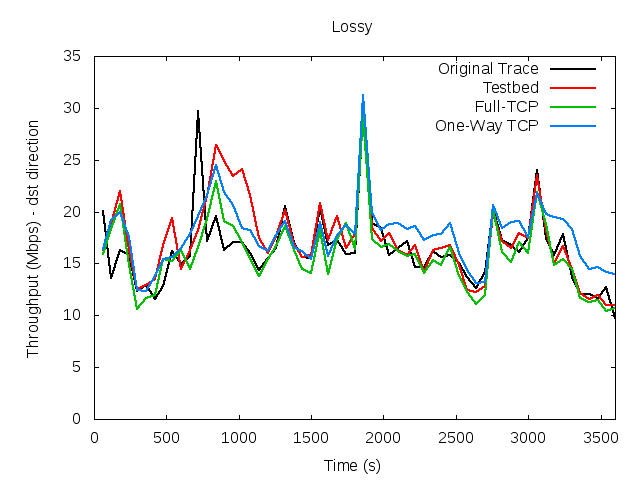 Lossy
Throughput (Mbps) - dst direction
35
30
25
20
15
10
5
0
Original Trace
Testbed
Full-TCP
One-Way TCP
0 500 1000 1500 2000 2500 3000 3500
Time (s)